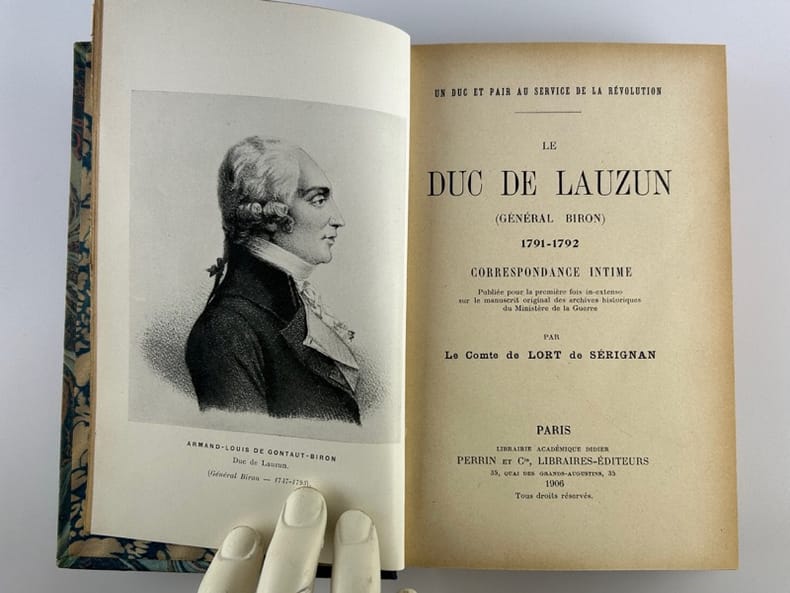 ARMAND-LOUIS DE GONTAUT-BIRON
Duc de Lauzun.
(Général Biron — 1747-1793).
UN DUC ET PAIR AU SERVICE DE LA RÉVOLUTION
LE
DUC DE LAUZUN
(GÉNÉRAL BIRON)
1791-1792
CORRESPONDANCE INTIME
Publiée pour la première fois in-extenso
sur le manuscrit original des archives historiques
du Ministère de la Guerre
PAR
Le Comte de LORT de SÉRIGNAN
PARIS
LIBRAIRIE ACADÉMIQUE DIDIER
PERRIN ET Cie, LIBRAIRES-ÉDITEURS
35, QUAI DES GRANDS-AUGUSTINS, 35
1906
Tous droits réservés.